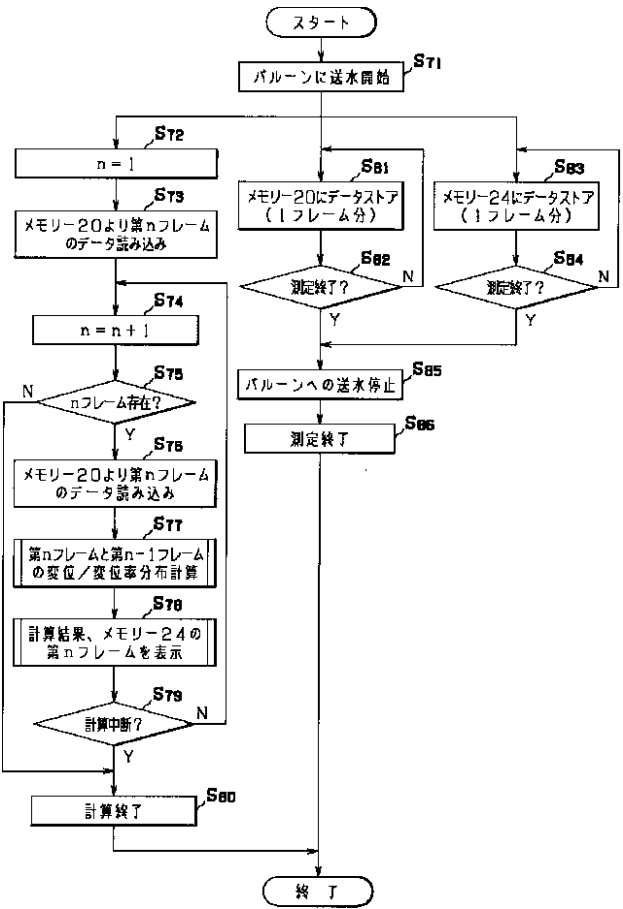 スタート
S71
バルーンに送水開始
S72
n=1
S73
メモリー20より第nフレーム
のデータ読み込み
S74
n=n+1
S75
nフレーム存在?
N
Y
S76
メモリー20より第nフレーム
のデータ読み込み
S77
第nフレームと第n-1フレーム
の変位/変位率分布計算
S78
計算結果、メモリー24の
第nフレームを表示
S79
計算中断?
N
Y
S80
計算終了
S81
メモリー20にデータストア
(1フレーム分)
S82
測定終了?
N
Y
S83
メモリー24にデータストア
(1フレーム分)
S84
測定終了?
N
Y
S85
バルーンへの送水停止
S86
測定終了
終 了